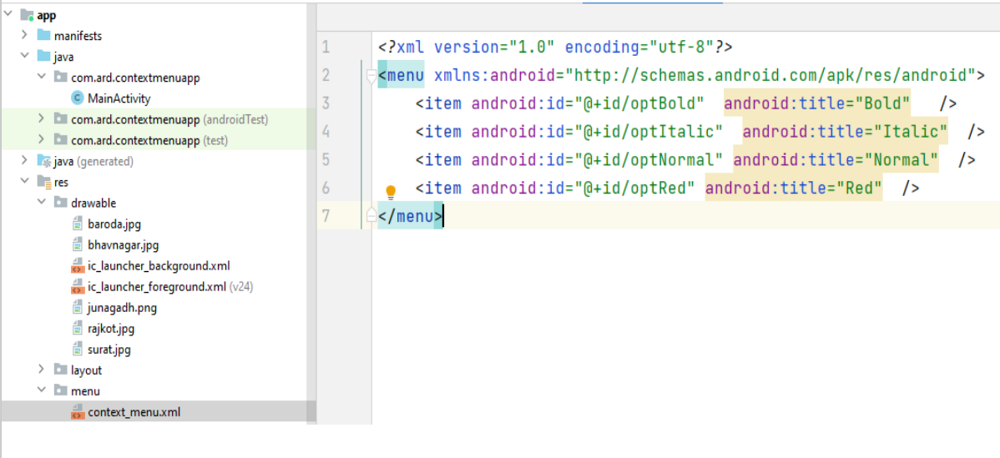 app
manifests
java
com.ard.contextmenuapp
MainActivity
com.ard.contextmenuapp (androidTest)
com.ard.contextmenuapp (test)
java (generated)
res
drawable
baroda.jpg
bhavnagar.jpg
ic_launcher_background.xml
ic_launcher_foreground.xml (v24)
junagadh.png
rajkot.jpg
surat.jpg
layout
menu
context_menu.xml
1 <?xml version="1.0" encoding="utf-8"?>
2 <menu xmlns:android="http://schemas.android.com/apk/res/android">
3 <item android:id="@+id/optBold" android:title="Bold" />
4 <item android:id="@+id/optItalic" android:title="Italic" />
5 <item android:id="@+id/optNormal" android:title="Normal" />
6 <item android:id="@+id/optRed" android:title="Red" />
7 </menu>